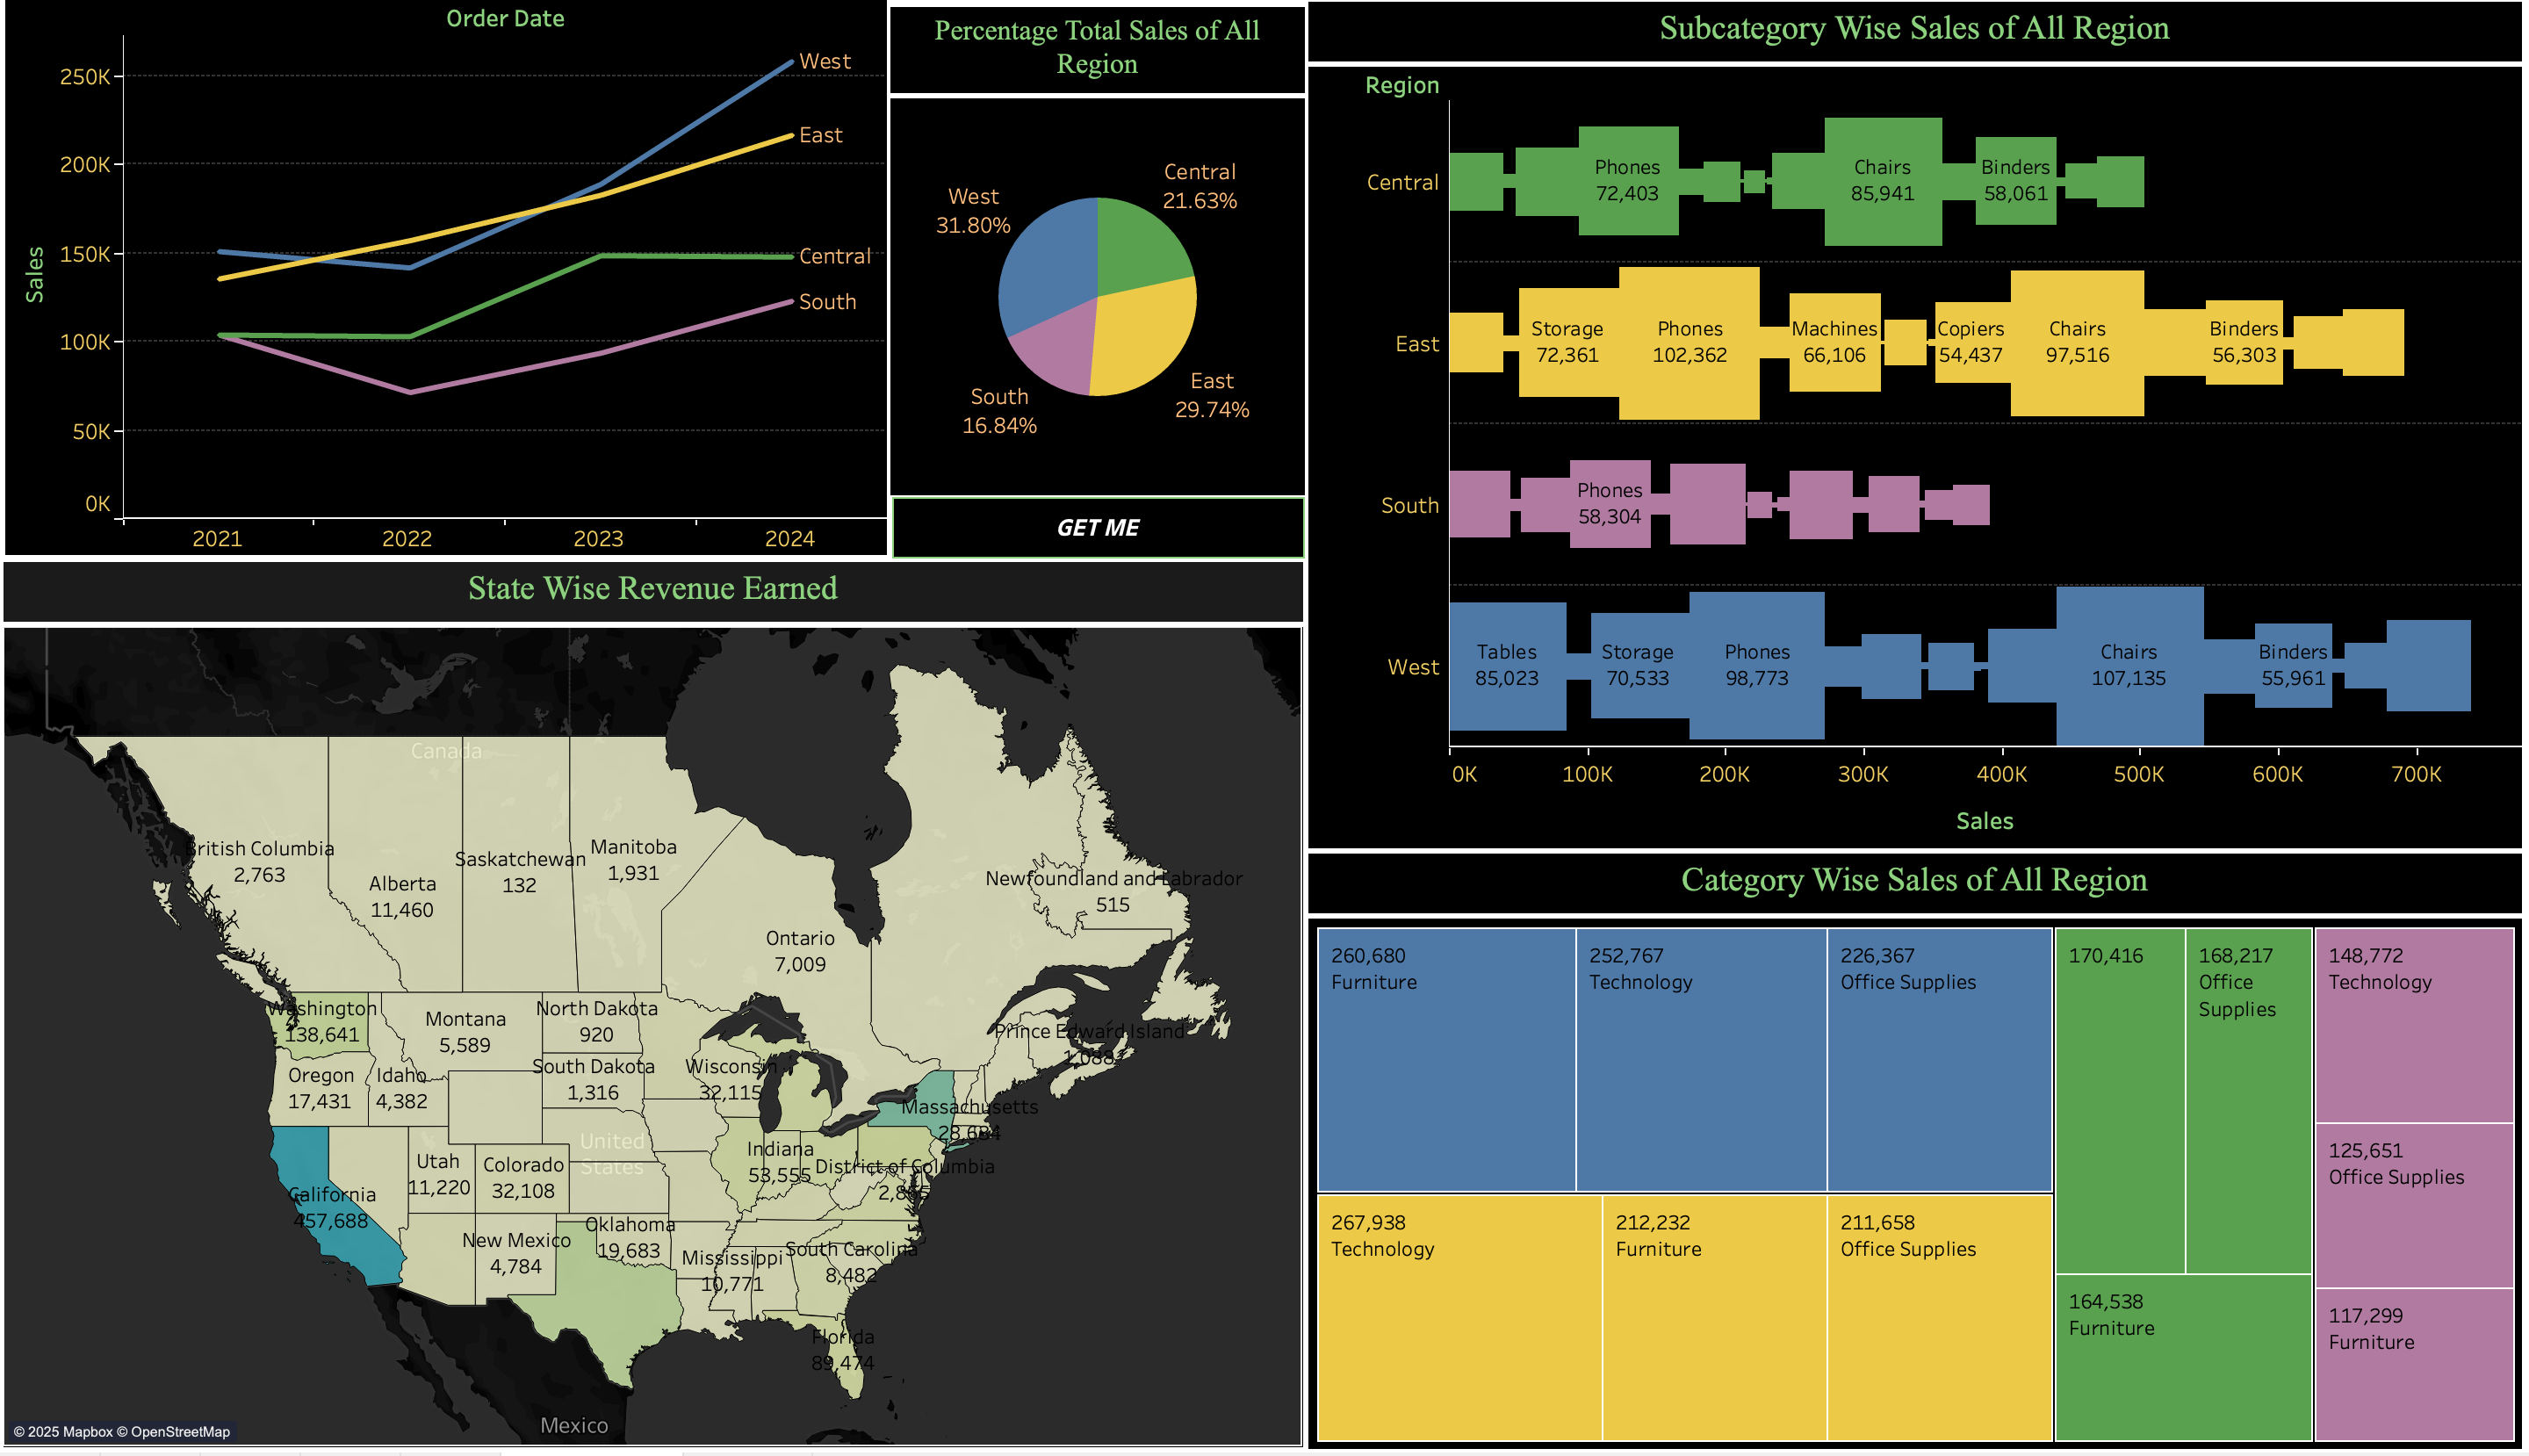 Order Date
250K
200K
150K
100K
50K
0K
Sales
West
East
Central
South
2021
2022
2023
2024
Percentage Total Sales of All
Region
Central
21.63%
West
31.80%
East
29.74%
South
16.84%
GET ME
Subcategory Wise Sales of All Region
Region
Central
Phones
72,403
Chairs
85,941
Binders
58,061
East
Storage
72,361
Phones
102,362
Machines
66,106
Copiers
54,437
Chairs
97,516
Binders
56,303
South
Phones
58,304
West
Tables
85,023
Storage
70,533
Phones
98,773
Chairs
107,135
Binders
55,961
0K
100K
200K
300K
400K
500K
600K
700K
Sales
State Wise Revenue Earned
Canada
British Columbia
2,763
Alberta
11,460
Saskatchewan
132
Manitoba
1,931
Ontario
7,009
Newfoundland and Labrador
515
Prince Edward Island
1,088
Washington
138,641
Montana
5,589
North Dakota
920
Oregon
17,431
Idaho
4,382
South Dakota
1,316
Wisconsin
32,115
Massachusetts
28,684
United
States
Utah
11,220
Colorado
32,108
Indiana
53,555
District of Columbia
California
457,688
New Mexico
4,784
Oklahoma
19,683
Mississippi
10,771
South Carolina
8,482
Florida
89,474
Mexico
© 2025 Mapbox © OpenStreetMap
Category Wise Sales of All Region
260,680
Furniture
252,767
Technology
226,367
Office Supplies
267,938
Technology
212,232
Furniture
211,658
Office Supplies
170,416
168,217
Office
Supplies
164,538
Furniture
148,772
Technology
125,651
Office Supplies
117,299
Furniture